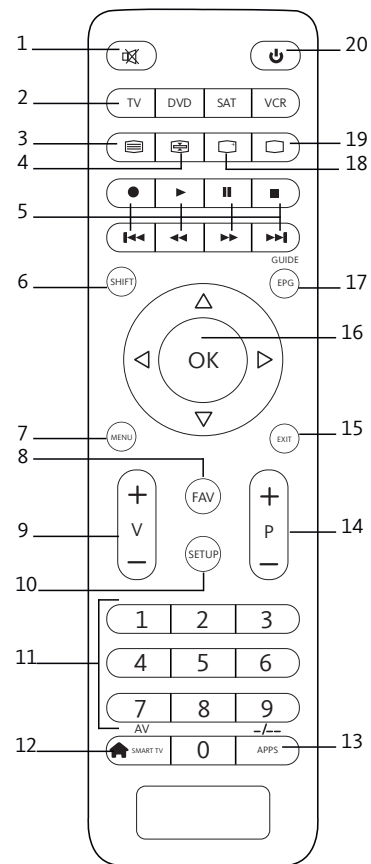 1
20
2
TV DVD SAT VCR
3
19
4
18
5
GUIDE
6
SHIFT
EPG
17
16
OK
7
MENU
EXIT
15
8
FAV
+
+
9
V
P
14
10
SETUP
–
–
1 2 3
11
4 5 6
7 8 9
AV
-/--
12
SMART TV
0
APPS
13